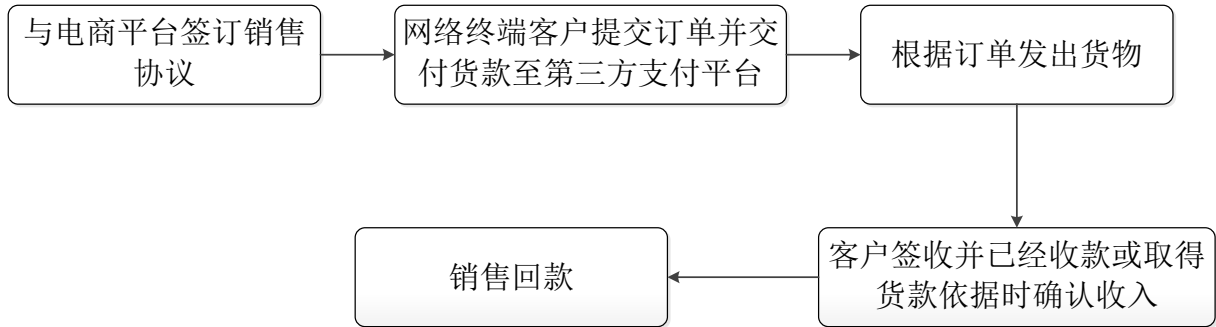 与电商平台签订销售
协议
网络终端客户提交订单并交
付货款至第三方支付平台
根据订单发出货物
客户签收并已经收款或取得
货款依据时确认收入
销售回款